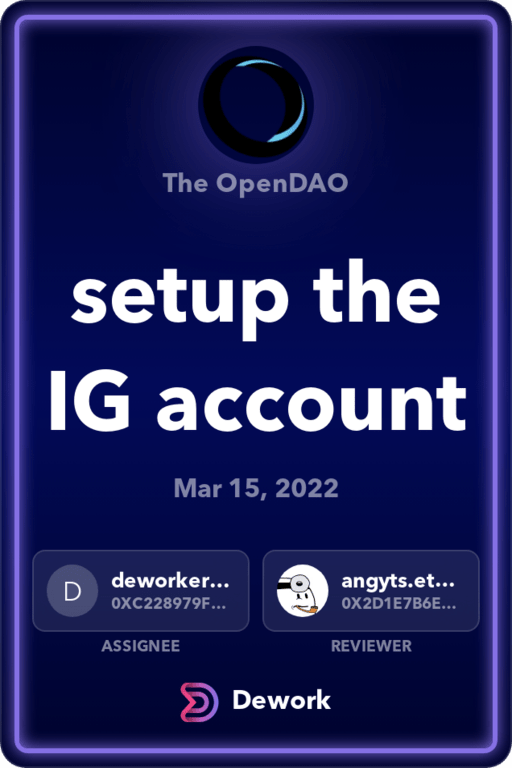 The OpenDAO
setup the
IG account
Mar 15, 2022
D
deworker...
0XC228979F...
angyts.et...
0X2D1E7B6E...
ASSIGNEE
REVIEWER
Dework